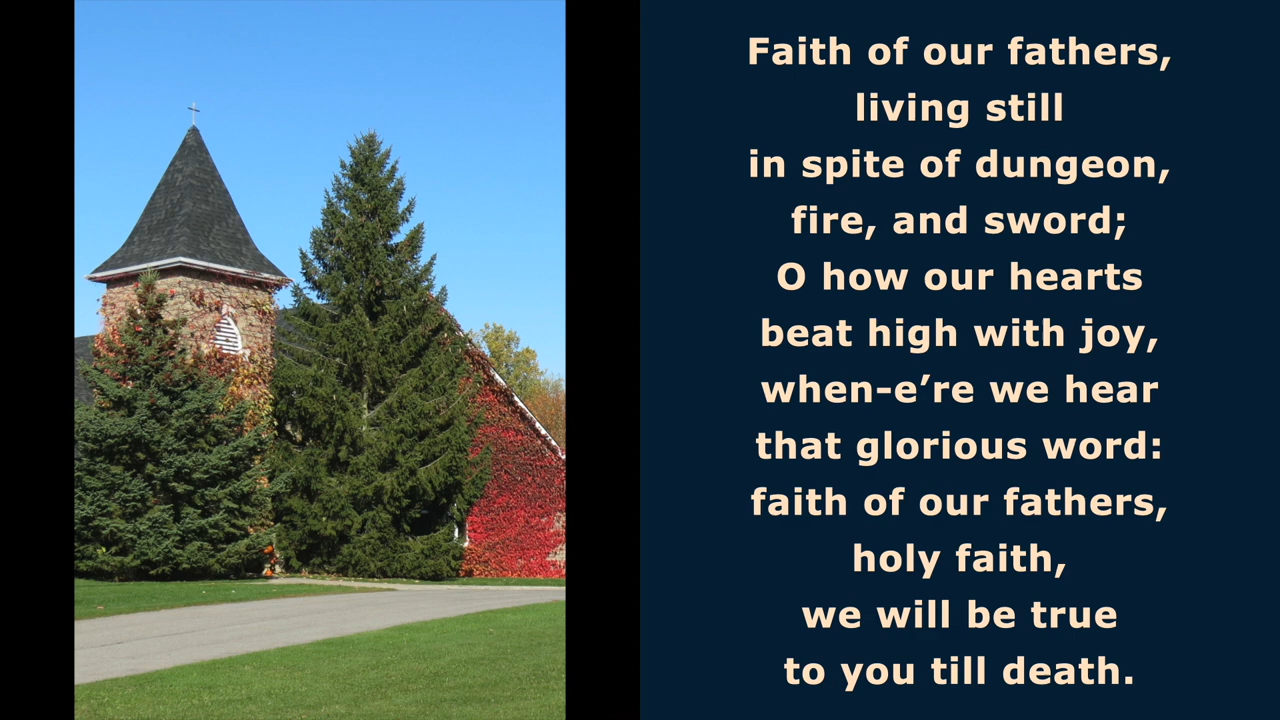 Faith of our fathers,
living still
in spite of dungeon,
fire, and sword;
O how our hearts
beat high with joy,
when-e’re we hear
that glorious word:
faith of our fathers,
holy faith,
we will be true
to you till death.